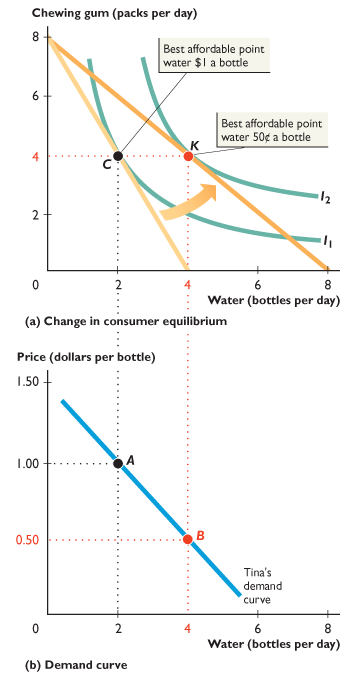 Chewing gum (packs per day)
8
Best affordable point
water $1 a bottle
6
Best affordable point
water 50¢ a bottle
K
4
C
I2
2
I1
0
2
4
6
8
Water (bottles per day)
(a) Change in consumer equilibrium
Price (dollars per bottle)
1.50
A
1.00
B
0.50
Tina's
demand
curve
0
2
4
6
8
Water (bottles per day)
(b) Demand curve